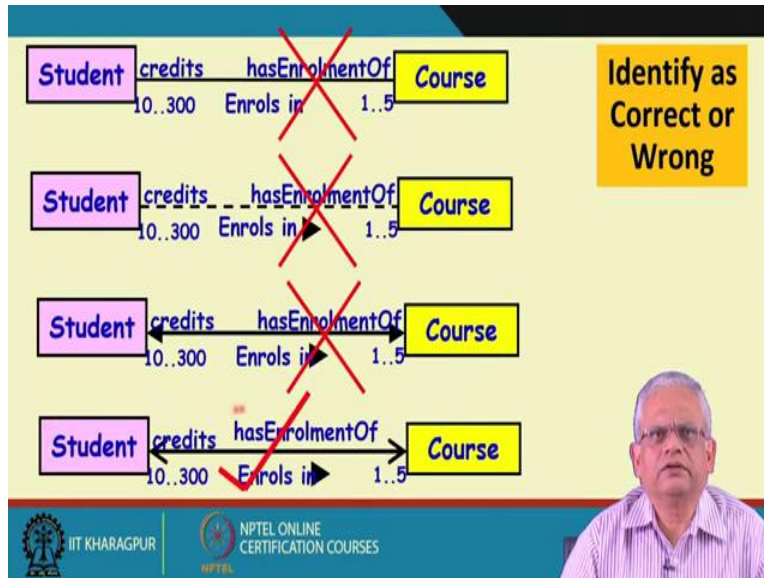 Student credits hasEnrolmentOf Course
10..300 Enrols in 1..5
Identify as
Correct or
Wrong
Student credits hasEnrolmentOf Course
10..300 Enrols in 1..5
Student credits hasEnrolmentOf Course
10..300 Enrols in 1..5
Student credits hasEnrolmentOf Course
10..300 Enrols in 1..5
IIT KHARAGPUR
NPTEL
NPTEL ONLINE
CERTIFICATION COURSES